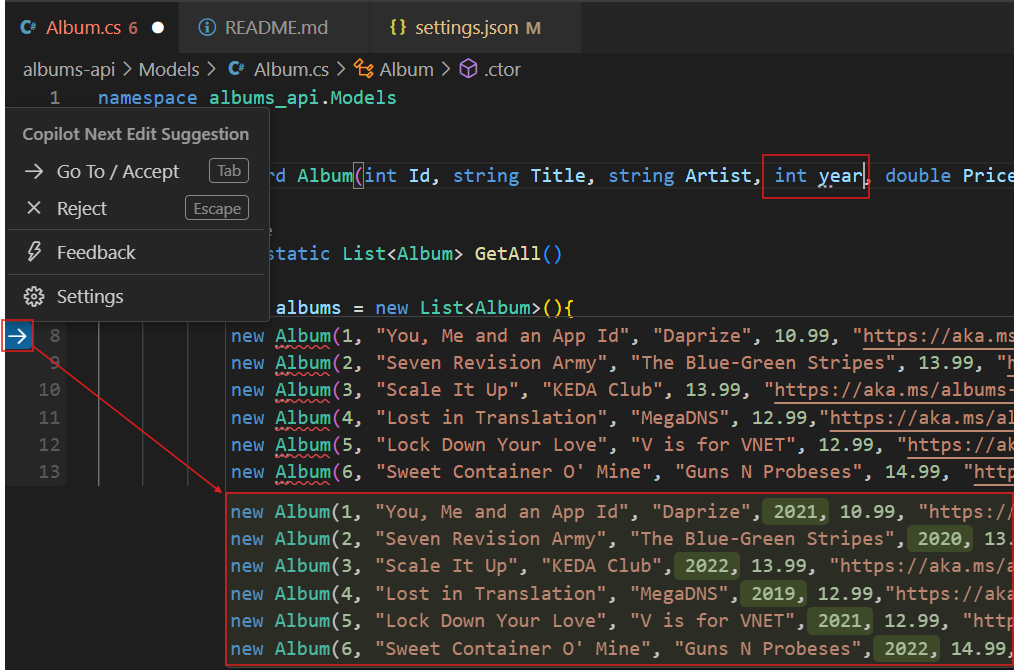 C# Album.cs 6 README.md {} settings.json M
albums-api > Models > C# Album.cs > Album > .ctor
1 namespace albums_api.Models
Copilot Next Edit Suggestion
Go To / Accept Tab
Reject Escape
Feedback
Settings
rd Album(int Id, string Title, string Artist, int year, double Price
static List<Album> GetAll()
albums = new List<Album>(){
8 new Album(1, "You, Me and an App Id", "Daprize", 10.99, "https://aka.ms
9 new Album(2, "Seven Revision Army", "The Blue-Green Stripes", 13.99, "h
10 new Album(3, "Scale It Up", "KEDA Club", 13.99, "https://aka.ms/albums-
11 new Album(4, "Lost in Translation", "MegaDNS", 12.99,"https://aka.ms/al
12 new Album(5, "Lock Down Your Love", "V is for VNET", 12.99, "https://ak
13 new Album(6, "Sweet Container O' Mine", "Guns N Probeses", 14.99, "http
new Album(1, "You, Me and an App Id", "Daprize", 2021, 10.99, "https:/
new Album(2, "Seven Revision Army", "The Blue-Green Stripes", 2020, 13.
new Album(3, "Scale It Up", "KEDA Club", 2022, 13.99, "https://aka.ms/a
new Album(4, "Lost in Translation", "MegaDNS", 2019, 12.99,"https://aka
new Album(5, "Lock Down Your Love", "V is for VNET", 2021, 12.99, "http
new Album(6, "Sweet Container O' Mine", "Guns N Probeses", 2022, 14.99,